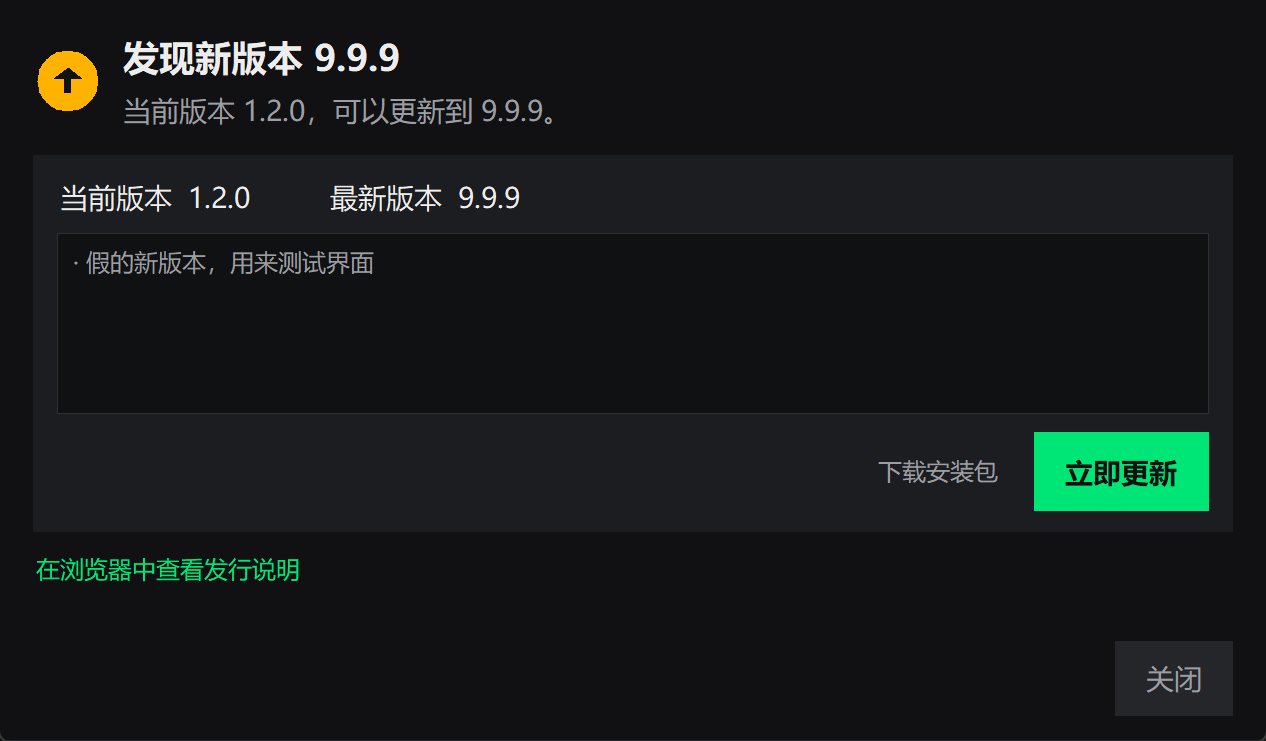 发现新版本 9.9.9
当前版本 1.2.0，可以更新到 9.9.9。
当前版本 1.2.0 最新版本 9.9.9
· 假的新版本，用来测试界面
下载安装包 立即更新
在浏览器中查看发行说明
关闭